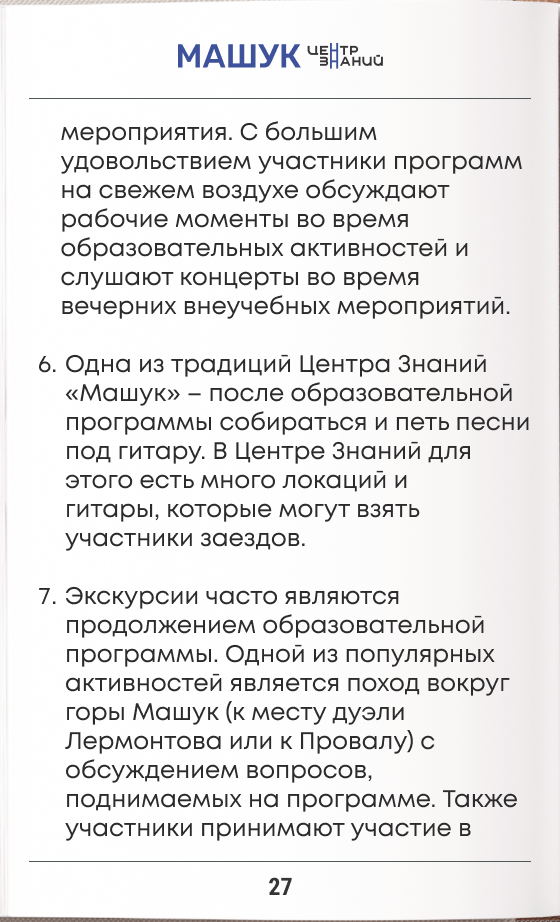 МАШУК ЦЕНТР
ЗНАНИЙ
мероприятия. С большим
удовольствием участники программ
на свежем воздухе обсуждают
рабочие моменты во время
образовательных активностей и
слушают концерты во время
вечерних внеучебных мероприятий.
6. Одна из традиций Центра Знаний
«Машук» – после образовательной
программы собираться и петь песни
под гитару. В Центре Знаний для
этого есть много локаций и
гитары, которые могут взять
участники заездов.
7. Экскурсии часто являются
продолжением образовательной
программы. Одной из популярных
активностей является поход вокруг
горы Машук (к месту дуэли
Лермонтова или к Провалу) с
обсуждением вопросов,
поднимаемых на программе. Также
участники принимают участие в
27